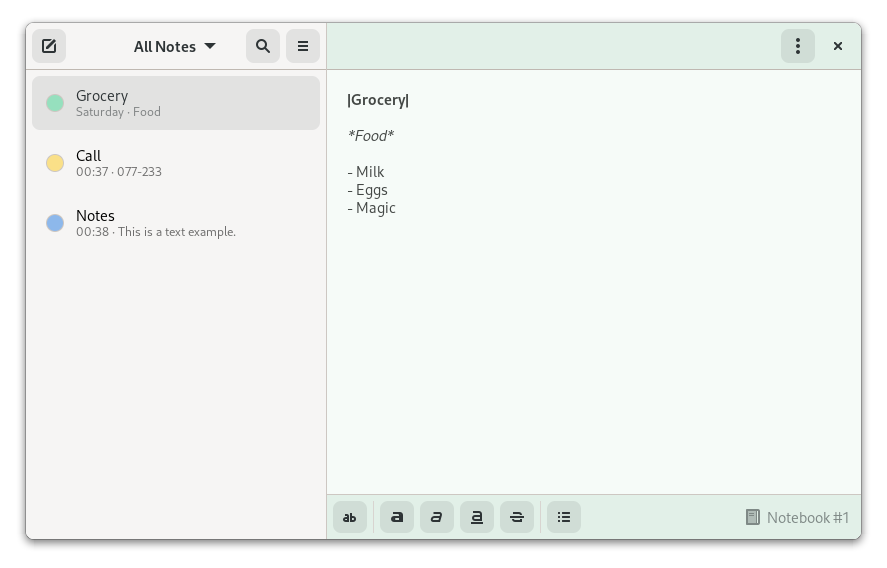 All Notes
Grocery
Saturday · Food
Call
00:37 · 077-233
Notes
00:38 · This is a text example.
|Grocery|
*Food*
- Milk
- Eggs
- Magic
ab a a a a
Notebook #1